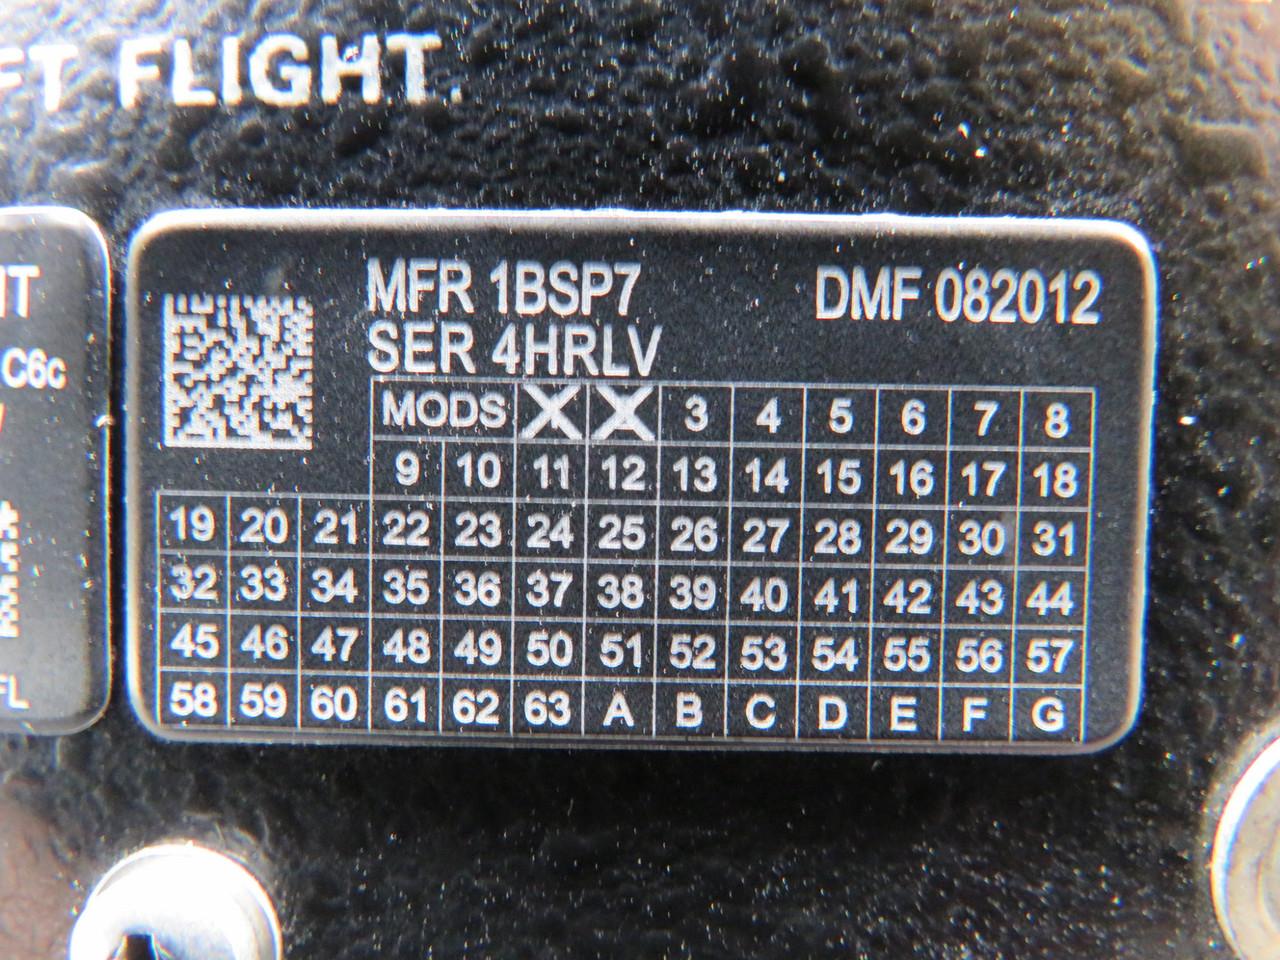 FT FLIGHT.
MFR 1BSP7 DMF 082012
SER 4HRLV
MODS X X 3 4 5 6 7 8
9 10 11 12 13 14 15 16 17 18
19 20 21 22 23 24 25 26 27 28 29 30 31
32 33 34 35 36 37 38 39 40 41 42 43 44
45 46 47 48 49 50 51 52 53 54 55 56 57
58 59 60 61 62 63 A B C D E F G
C6c
FL